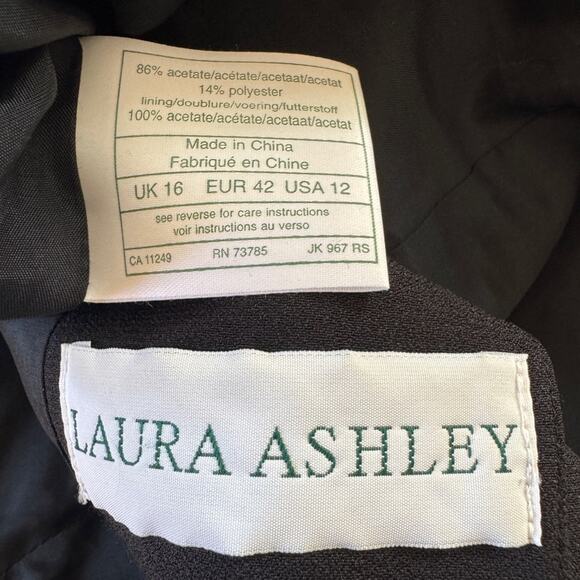 86% acetate/acétate/acetaat/acetat
14% polyester
lining/doublure/voering/futterstoff
100% acetate/acétate/acetaat/acetat
Made in China
Fabriqué en Chine
UK 16 EUR 42 USA 12
see reverse for care instructions
voir instructions au verso
CA 11249 RN 73785 JK 967 RS
LAURA ASHLEY